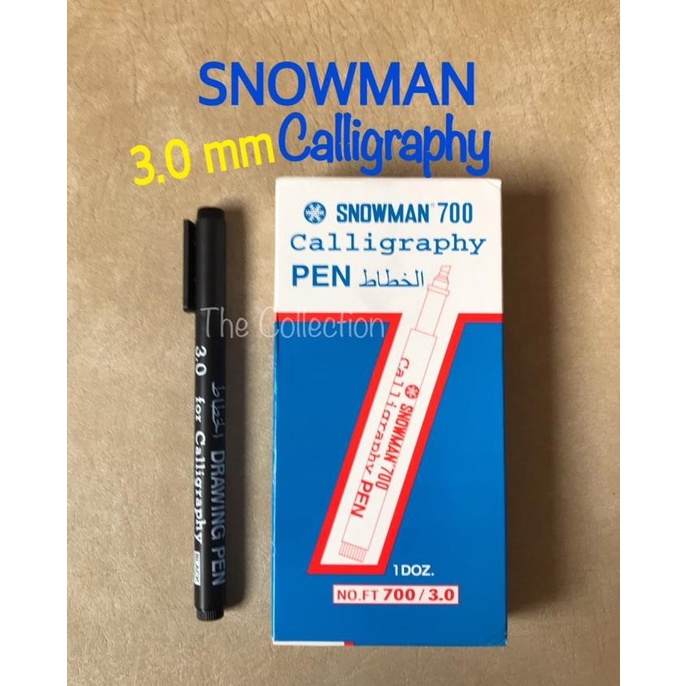 SNOWMAN
3.0 mm Calligraphy
SNOWMAN 700
Calligraphy
PEN الخطاط
The Collection
SNOWMAN 700
Calligraphy PEN
1 DOZ.
NO.FT 700/3.0
الخطاط DRAWING PEN
3.0 for Calligraphy